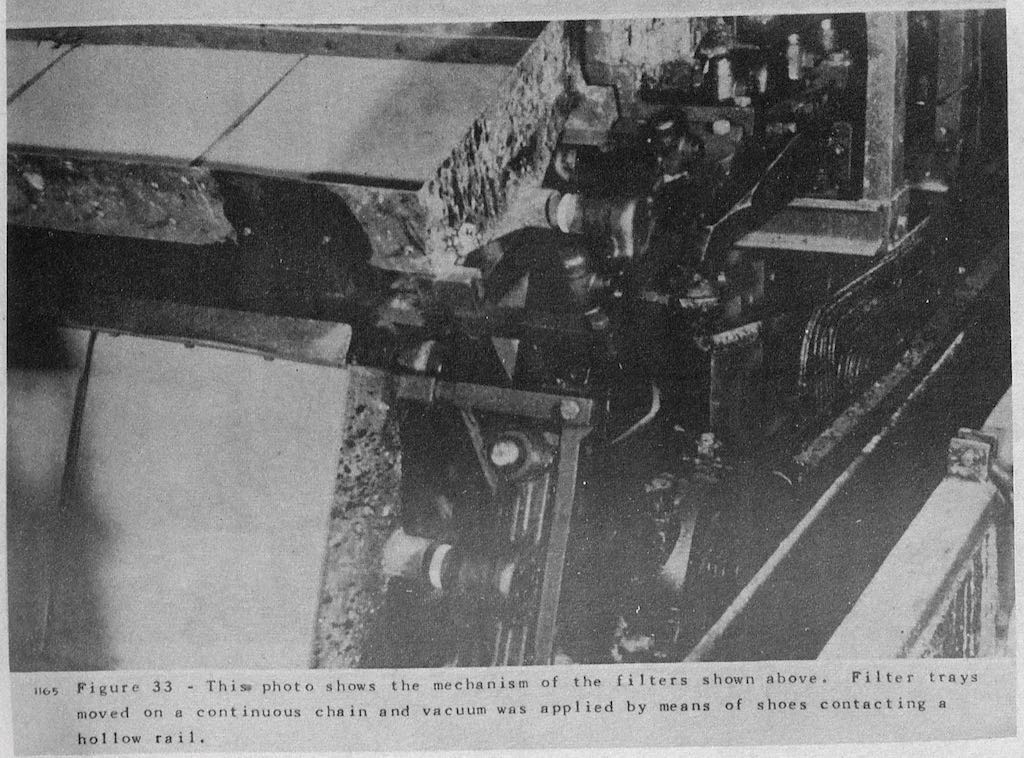 1165 Figure 33 - This photo shows the mechanism of the filters shown above. Filter trays
moved on a continuous chain and vacuum was applied by means of shoes contacting a
hollow rail.